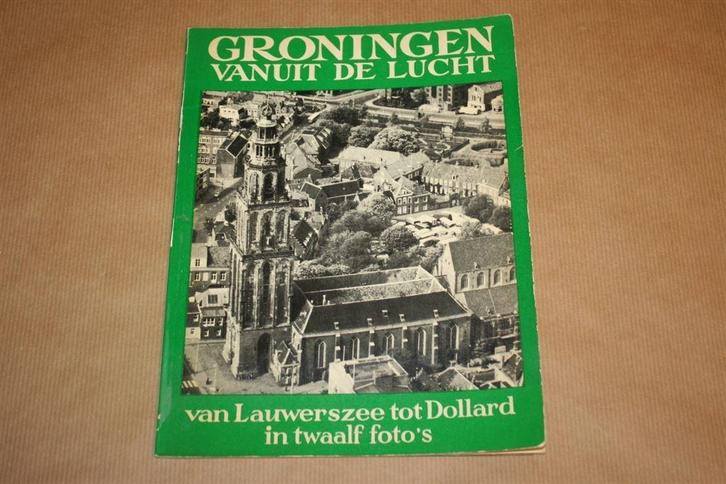 GRONINGEN
VANUIT DE LUCHT
van Lauwerszee tot Dollard
in twaalf foto's